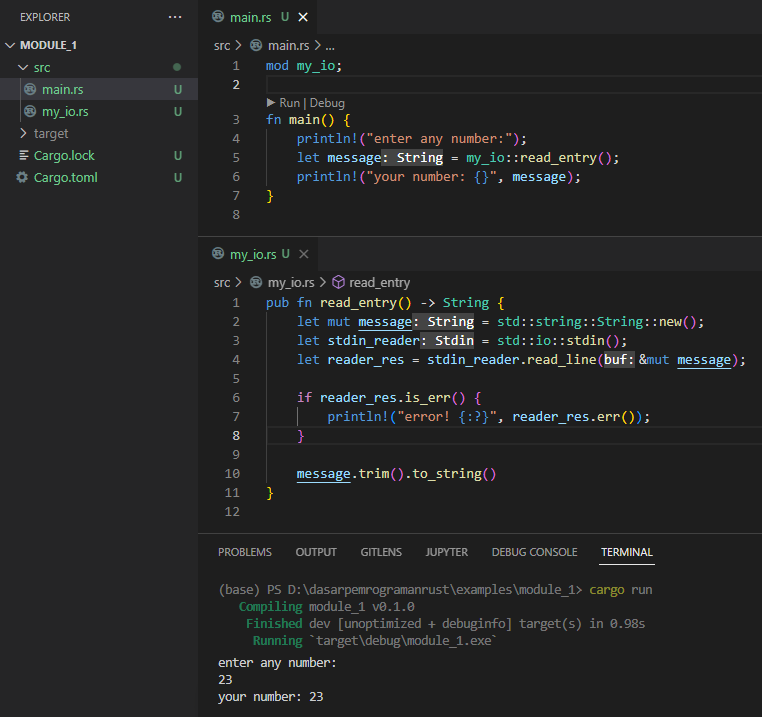 EXPLORER ...
MODULE_1
src
main.rs U
my_io.rs U
target
Cargo.lock U
Cargo.toml U
main.rs U
src > main.rs > ...
1 mod my_io;
2
Run | Debug
3 fn main() {
4     println!("enter any number:");
5     let message: String = my_io::read_entry();
6     println!("your number: {}", message);
7 }
8
my_io.rs U
src > my_io.rs > read_entry
1 pub fn read_entry() -> String {
2     let mut message: String = std::string::String::new();
3     let stdin_reader: Stdin = std::io::stdin();
4     let reader_res = stdin_reader.read_line(buf: &mut message);
5
6     if reader_res.is_err() {
7         println!("error! {:?}", reader_res.err());
8     }
9
10     message.trim().to_string()
11 }
12
PROBLEMS OUTPUT GITLENS JUPYTER DEBUG CONSOLE TERMINAL
(base) PS D:\dasarpemrogramanrust\examples\module_1> cargo run
Compiling module_1 v0.1.0
Finished dev [unoptimized + debuginfo] target(s) in 0.98s
Running `target\debug\module_1.exe`
enter any number:
23
your number: 23